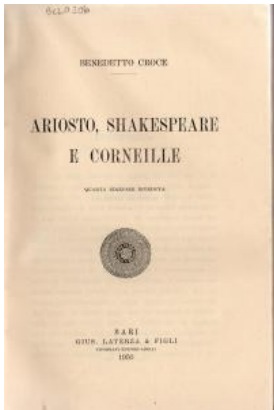 BENEDETTO CROCE
ARIOSTO, SHAKESPEARE
E CORNEILLE
QUARTA EDIZIONE RIVEDUTA
BARI
GIUS. LATERZA & FIGLI
1950